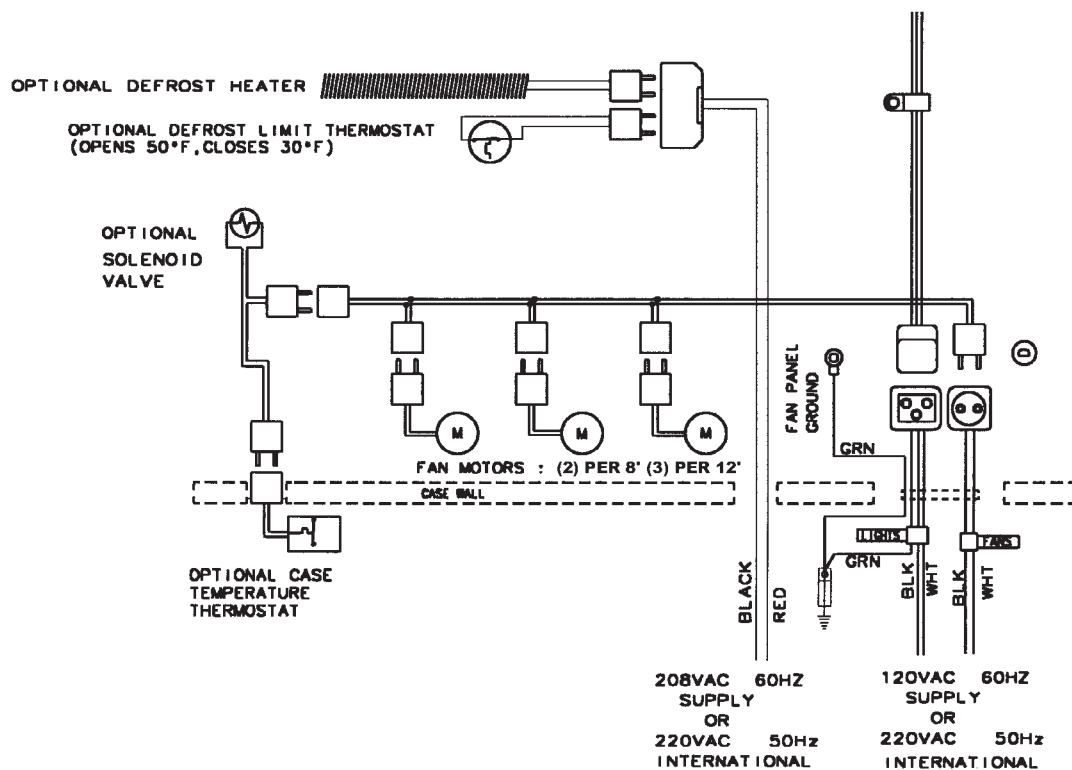 OPTIONAL DEFROST HEATER
OPTIONAL DEFROST LIMIT THERMOSTAT
(OPENS 50°F,CLOSES 30°F)
OPTIONAL
SOLENOID
VALVE
M
M
M
FAN PANEL
GROUND
GRN
FAN MOTORS : (2) PER 8' (3) PER 12'
CASE WALL
LIGHTS
FANS
GRN
OPTIONAL CASE
TEMPERATURE
THERMOSTAT
BLACK
RED
BLK
WHT
BLK
WHT
208VAC 60HZ
SUPPLY
OR
220VAC 50Hz
INTERNATIONAL
120VAC 60HZ
SUPPLY
OR
220VAC 50Hz
INTERNATIONAL